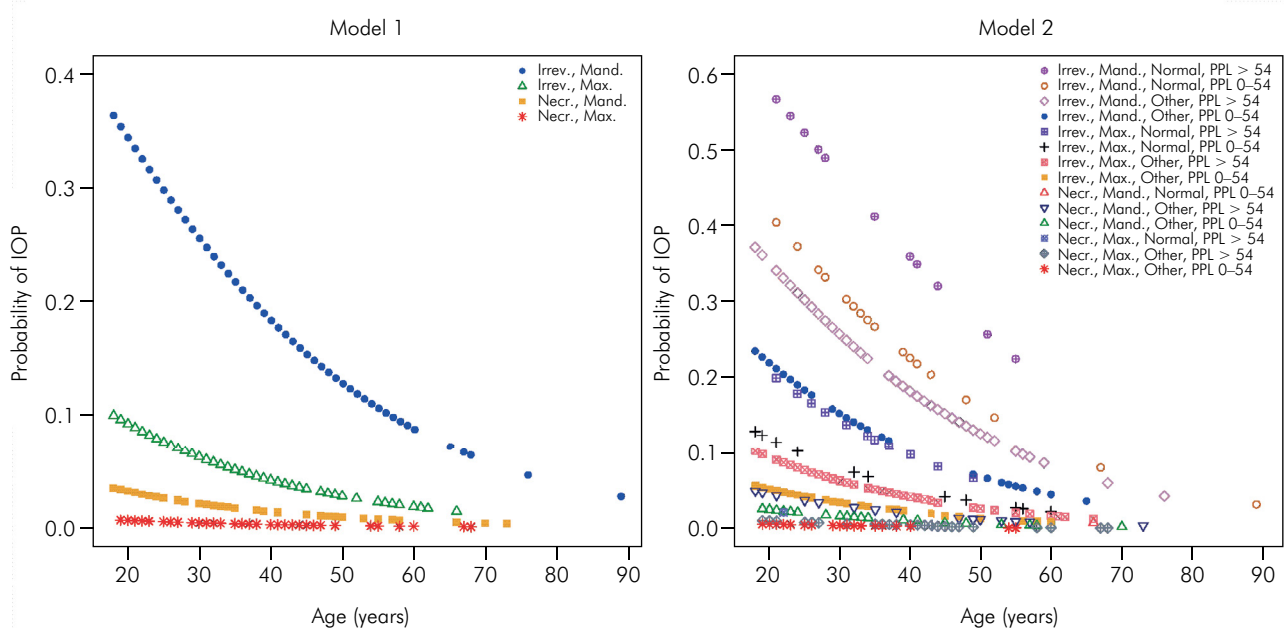 Model 1
Probability of IOP
0.4
0.3
0.2
0.1
0.0
Irrev., Mand.
Irrev., Max.
Necr., Mand.
Necr., Max.
20 30 40 50 60 70 80 90
Age (years)
Model 2
Probability of IOP
0.6
0.5
0.4
0.3
0.2
0.1
0.0
Irrev., Mand., Normal, PPL > 54
Irrev., Mand., Normal, PPL 0–54
Irrev., Mand., Other, PPL > 54
Irrev., Mand., Other, PPL 0–54
Irrev., Max., Normal, PPL > 54
Irrev., Max., Normal, PPL 0–54
Irrev., Max., Other, PPL > 54
Irrev., Max., Other, PPL 0–54
Necr., Mand., Normal, PPL 0–54
Necr., Mand., Other, PPL > 54
Necr., Mand., Other, PPL 0–54
Necr., Max., Normal, PPL > 54
Necr., Max., Other, PPL > 54
Necr., Max., Other, PPL 0–54
20 30 40 50 60 70 80 90
Age (years)